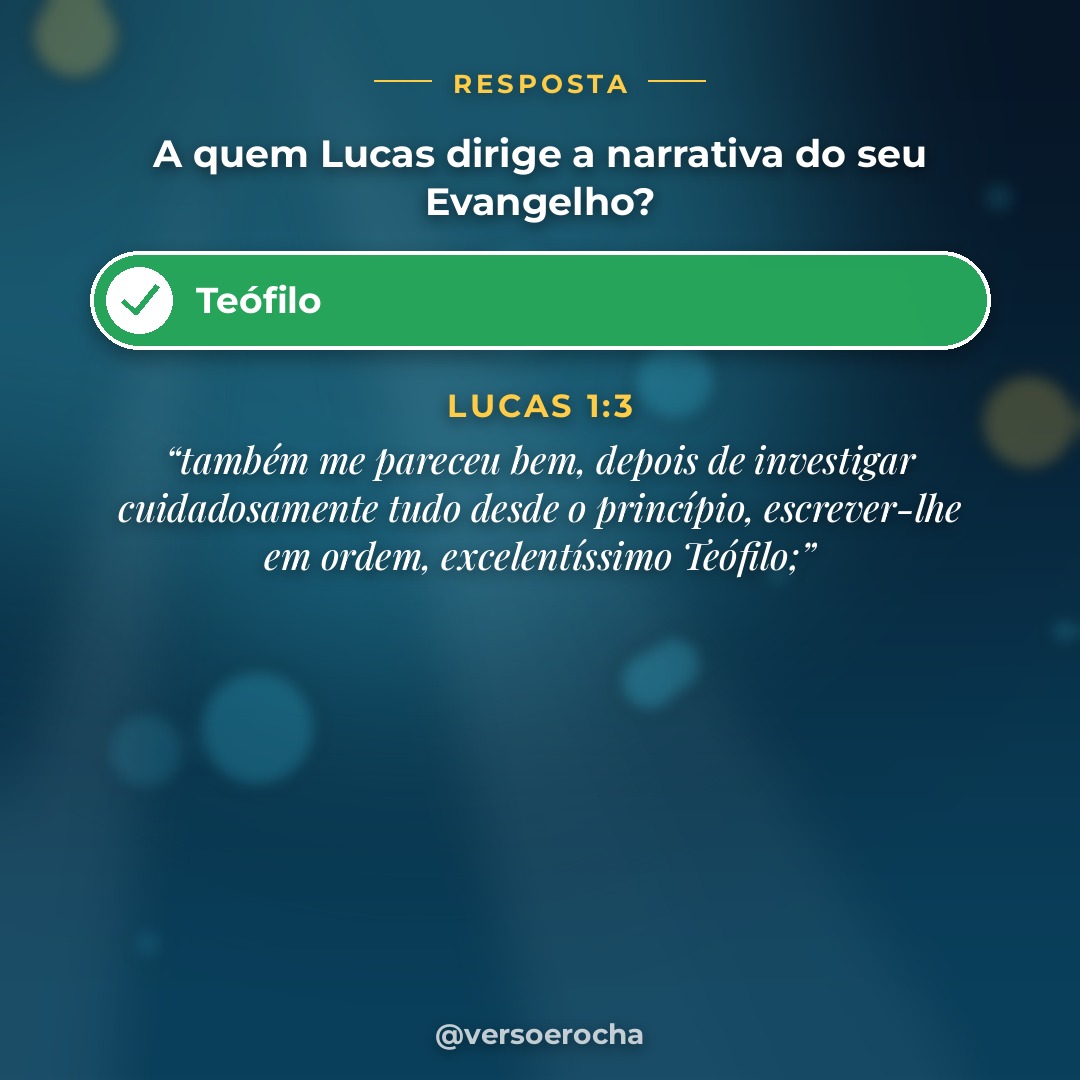 RESPOSTA
A quem Lucas dirige a narrativa do seu
Evangelho?
Teófilo
LUCAS 1:3
“também me pareceu bem, depois de investigar
cuidadosamente tudo desde o princípio, escrever-lhe
em ordem, excelentíssimo Teófilo;”
@versoerocha